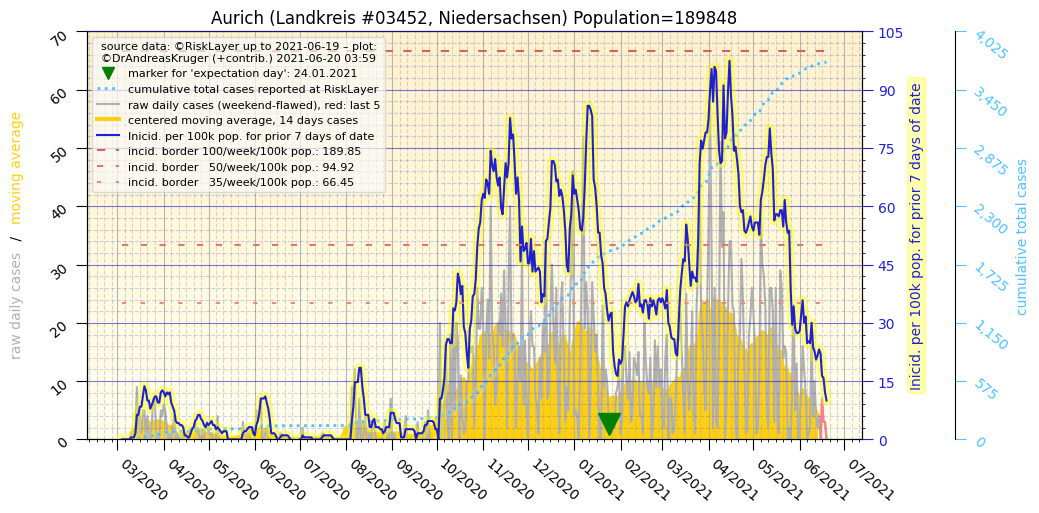 Aurich (Landkreis #03452, Niedersachsen) Population=189848
source data: ©RiskLayer up to 2021-06-19 – plot:
©DrAndreasKruger (+contrib.) 2021-06-20 03:59
marker for 'expectation day': 24.01.2021
cumulative total cases reported at RiskLayer
raw daily cases (weekend-flawed), red: last 5
centered moving average, 14 days cases
Inicid. per 100k pop. for prior 7 days of date
incid. border 100/week/100k pop.: 189.85
incid. border 50/week/100k pop.: 94.92
incid. border 35/week/100k pop.: 66.45
raw daily cases / moving average
70
60
50
40
30
20
10
0
105
90
75
60
45
30
15
0
Inicid. per 100k pop. for prior 7 days of date
4,025
3,450
2,875
2,300
1,725
1,150
575
0
cumulative total cases
03/2020
04/2020
05/2020
06/2020
07/2020
08/2020
09/2020
10/2020
11/2020
12/2020
01/2021
02/2021
03/2021
04/2021
05/2021
06/2021
07/2021